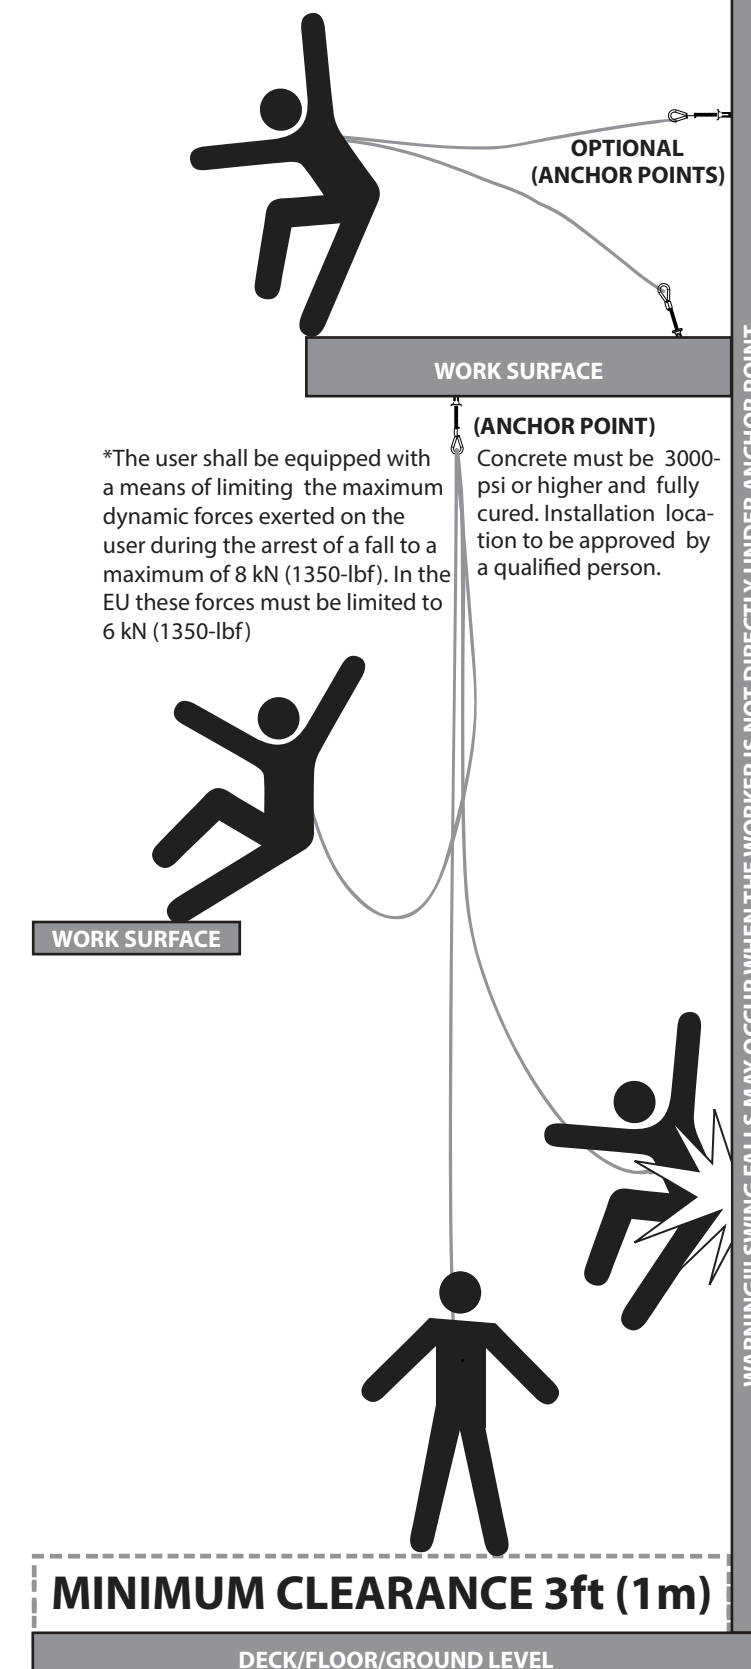 OPTIONAL
(ANCHOR POINTS)
WORK SURFACE
(ANCHOR POINT)
*The user shall be equipped with
a means of limiting  the maximum
dynamic forces exerted on the
user during the arrest of a fall to a
maximum of 8 kN (1350-lbf). In the
EU these forces must be limited to
6 kN (1350-lbf)
Concrete must be  3000-
psi or higher and  fully
cured. Installation  loca-
tion to be approved  by
a qualified person.
WORK SURFACE
WARNING!! SWING FALLS MAY OCCUR WHEN THE WORKER IS NOT DIRECTLY UNDER ANCHOR POINT
MINIMUM CLEARANCE 3ft (1m)
DECK/FLOOR/GROUND LEVEL